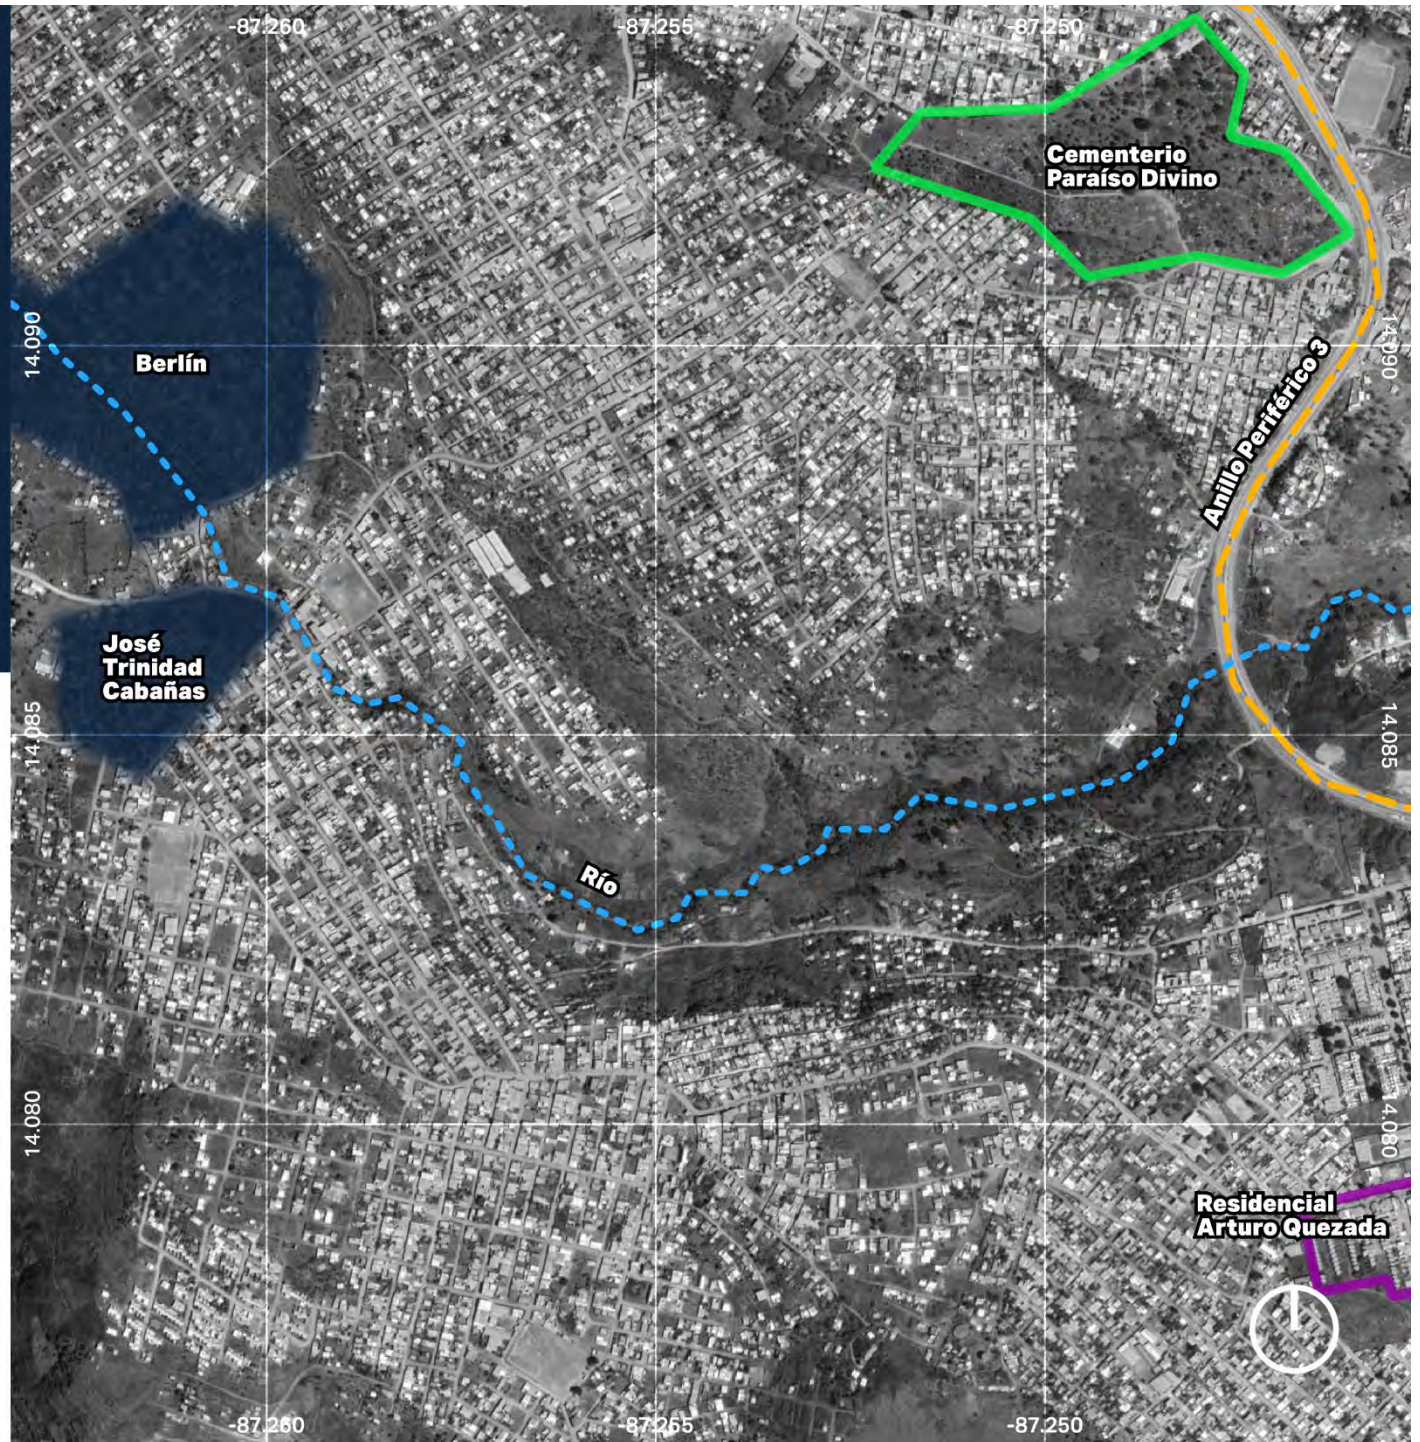 -87.260
-87.255
-87.250
Cementerio
Paraíso Divino
14.090
Berlín
14.090
Anillo Periférico 3
José
Trinidad
Cabañas
14.085
14.085
Río
14.080
14.080
Residencial
Arturo Quezada
-87.260
-87.255
-87.250